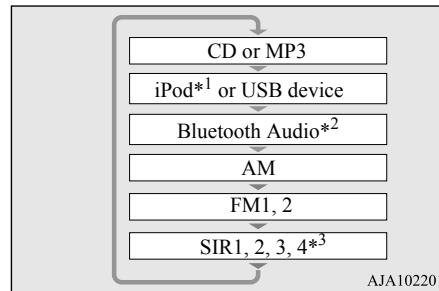 CD or MP3
iPod*1 or USB device
Bluetooth Audio*2
AM
FM1, 2
SIR1, 2, 3, 4*3
AJA102201